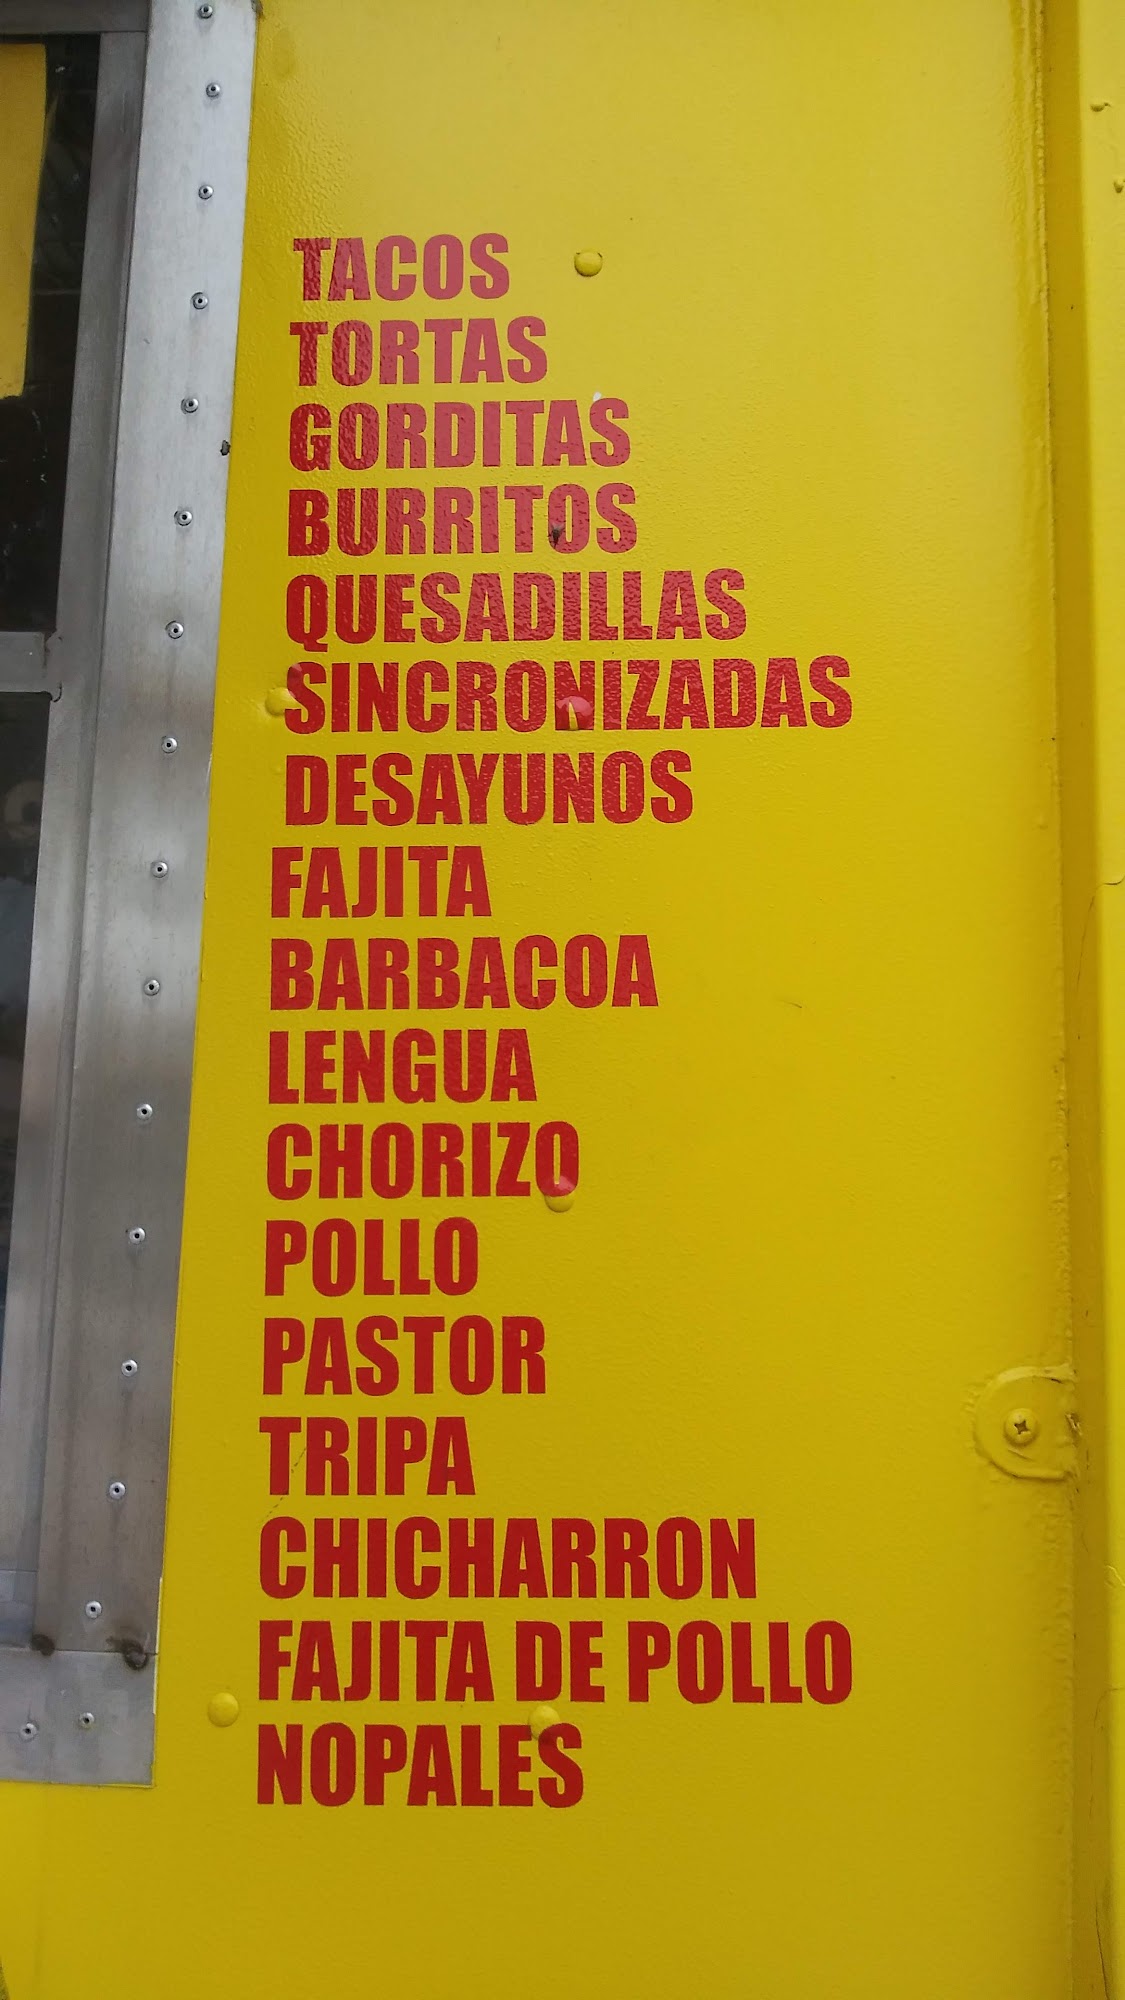 TACOS
TORTAS
GORDITAS
BURRITOS
QUESADILLAS
SINCRONIZADAS
DESAYUNOS
FAJITA
BARBACOA
LENGUA
CHORIZO
POLLO
PASTOR
TRIPA
CHICHARRON
FAJITA DE POLLO
NOPALES